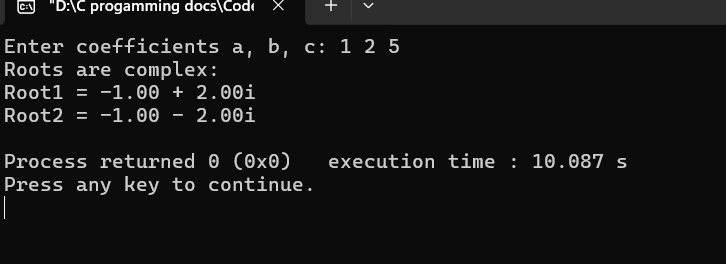 "D:\C progamming docs\Code
Enter coefficients a, b, c: 1 2 5
Roots are complex:
Root1 = -1.00 + 2.00i
Root2 = -1.00 - 2.00i
Process returned 0 (0x0)   execution time : 10.087 s
Press any key to continue.